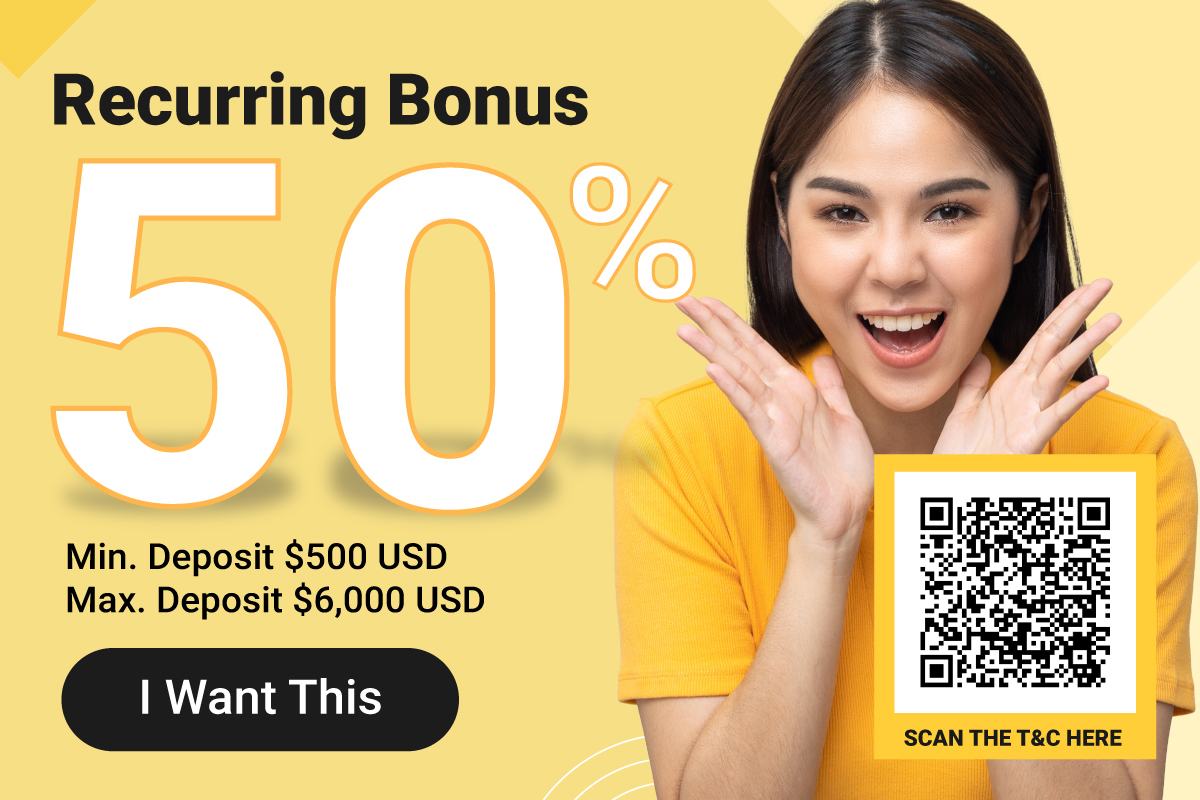 Recurring Bonus
50%
Min. Deposit $500 USD
Max. Deposit $6,000 USD
I Want This
SCAN THE T&C HERE